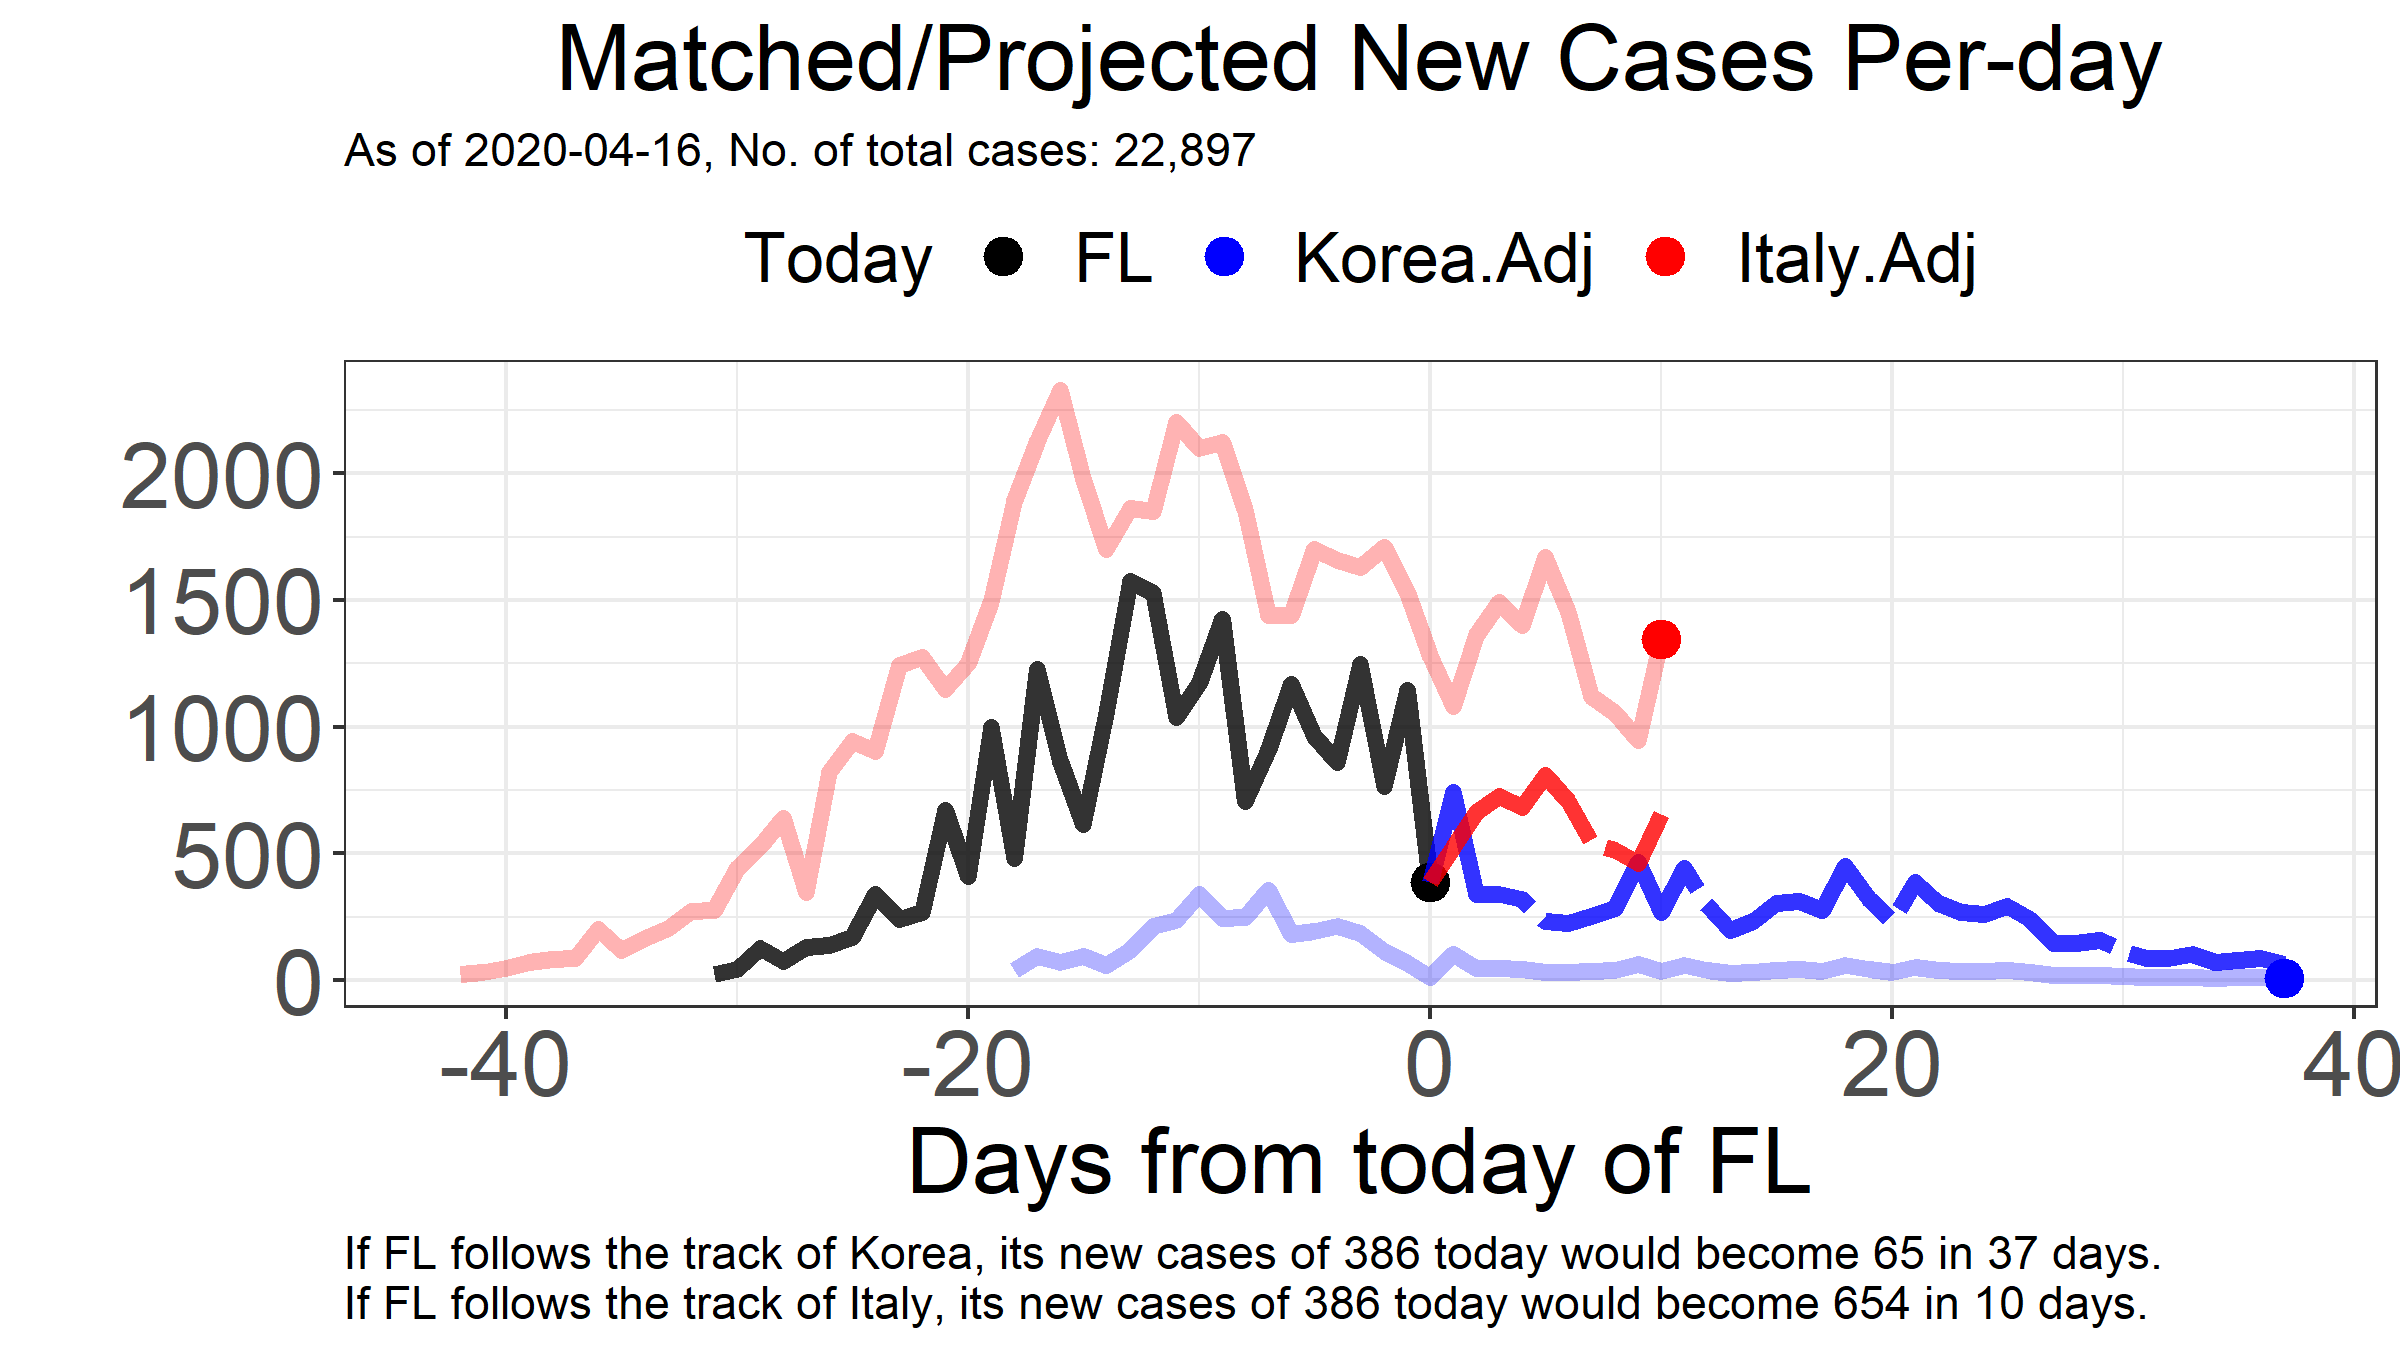 Matched/Projected New Cases Per-day
As of 2020-04-16, No. of total cases: 22,897
Today FL Korea.Adj Italy.Adj
2000
1500
1000
500
0
-40 -20 0 20 40
Days from today of FL
If FL follows the track of Korea, its new cases of 386 today would become 65 in 37 days.
If FL follows the track of Italy, its new cases of 386 today would become 654 in 10 days.